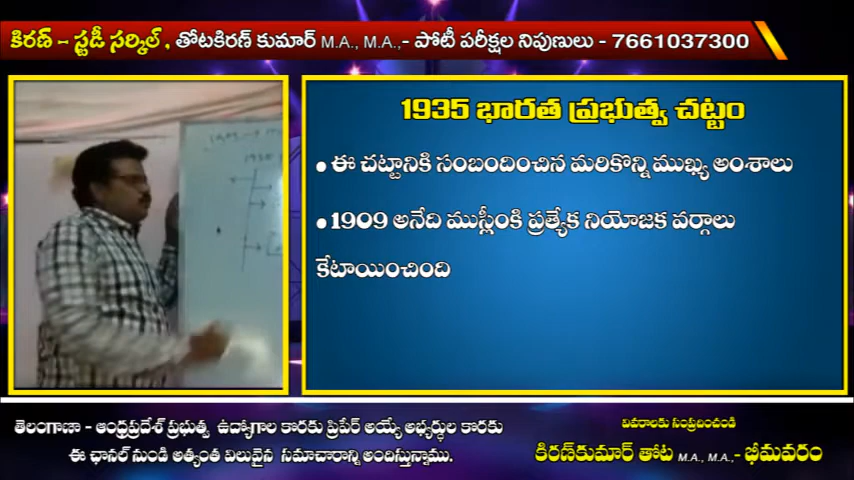 కిరణ్ – స్టడీ సర్కిల్, తోటకిరణ్ కుమార్ M.A., M.A.,- పోటీ పరీక్షల నిపుణులు - 7661037300
1935 భారత ప్రభుత్వ చట్టం
• ఈ చట్టానికి సంబందించిన మరికొన్ని ముఖ్య అంశాలు
• 1909 అనేది ముస్లీంకి ప్రత్యేక నియోజక వర్గాలు
కేటాయించింది
తెలంగాణా - ఆంధ్రప్రదేశ్ ప్రభుత్వ ఉద్యోగాల కొరకు ప్రిపేర్ అయ్యే అభ్యర్థుల కొరకు
ఈ ఛానల్ నుండి అత్యంత విలువైన సమాచారాన్ని అందిస్తున్నాము.
వివరాలకు సంప్రదించండి
కిరణ్‌కుమార్ తోట M.A., M.A.,- భీమవరం